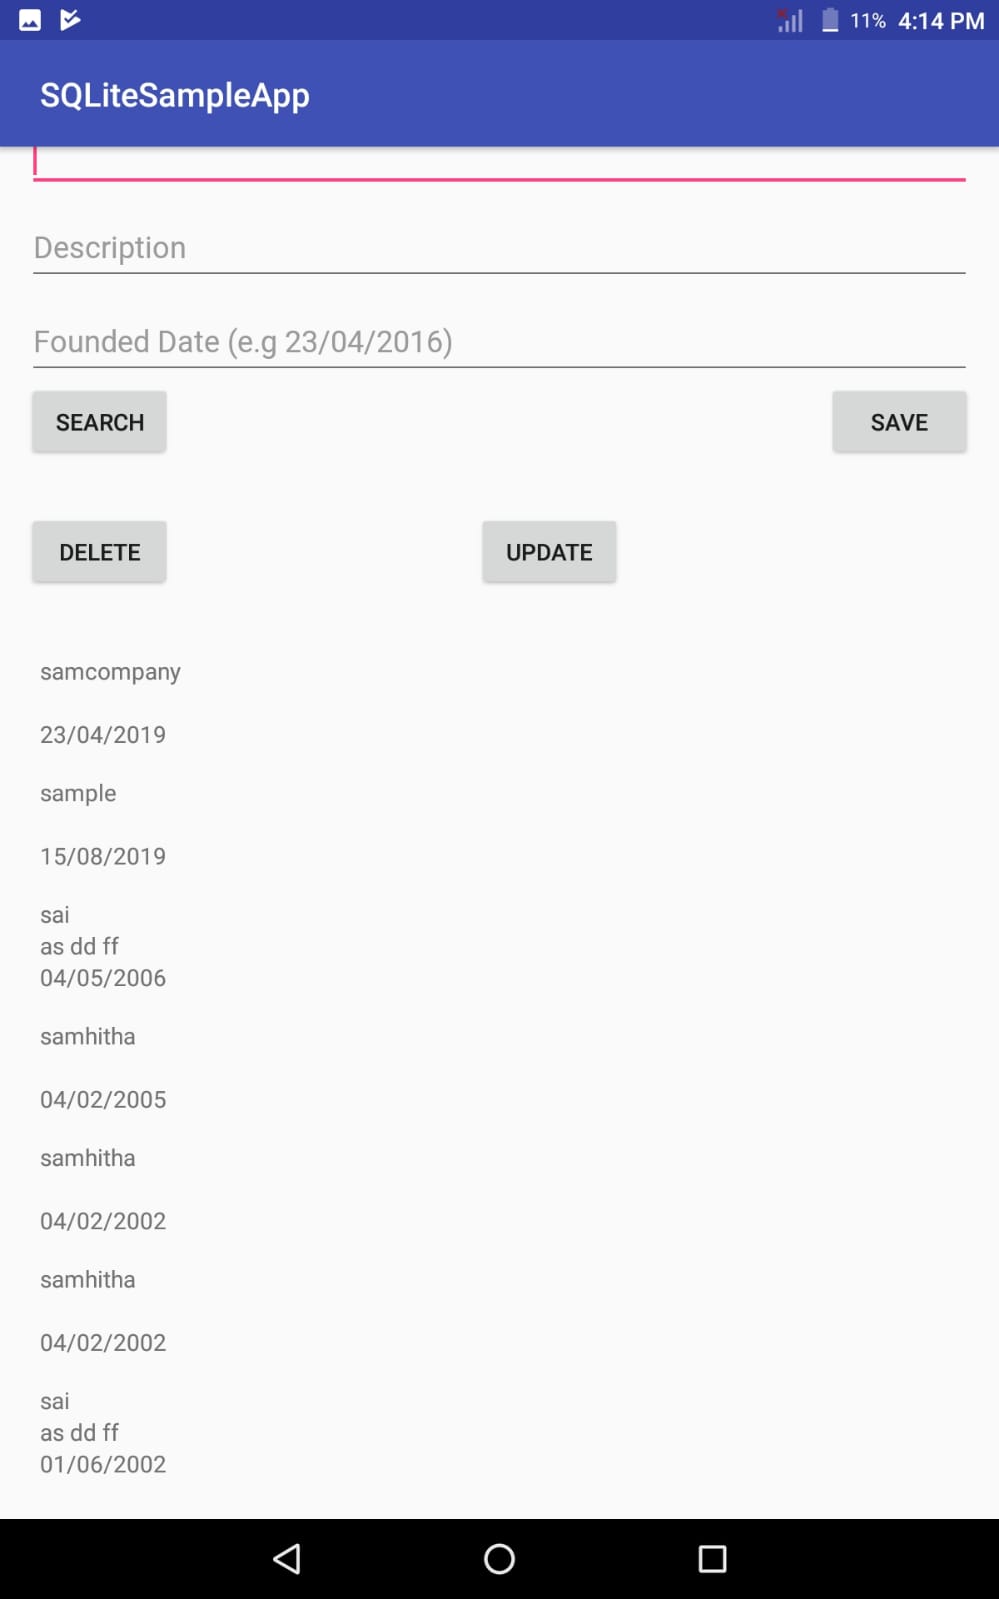 11% 4:14 PM
SQLiteSampleApp
Description
Founded Date (e.g 23/04/2016)
SEARCH SAVE
DELETE UPDATE
samcompany
23/04/2019
sample
15/08/2019
sai
as dd ff
04/05/2006
samhitha
04/02/2005
samhitha
04/02/2002
samhitha
04/02/2002
sai
as dd ff
01/06/2002